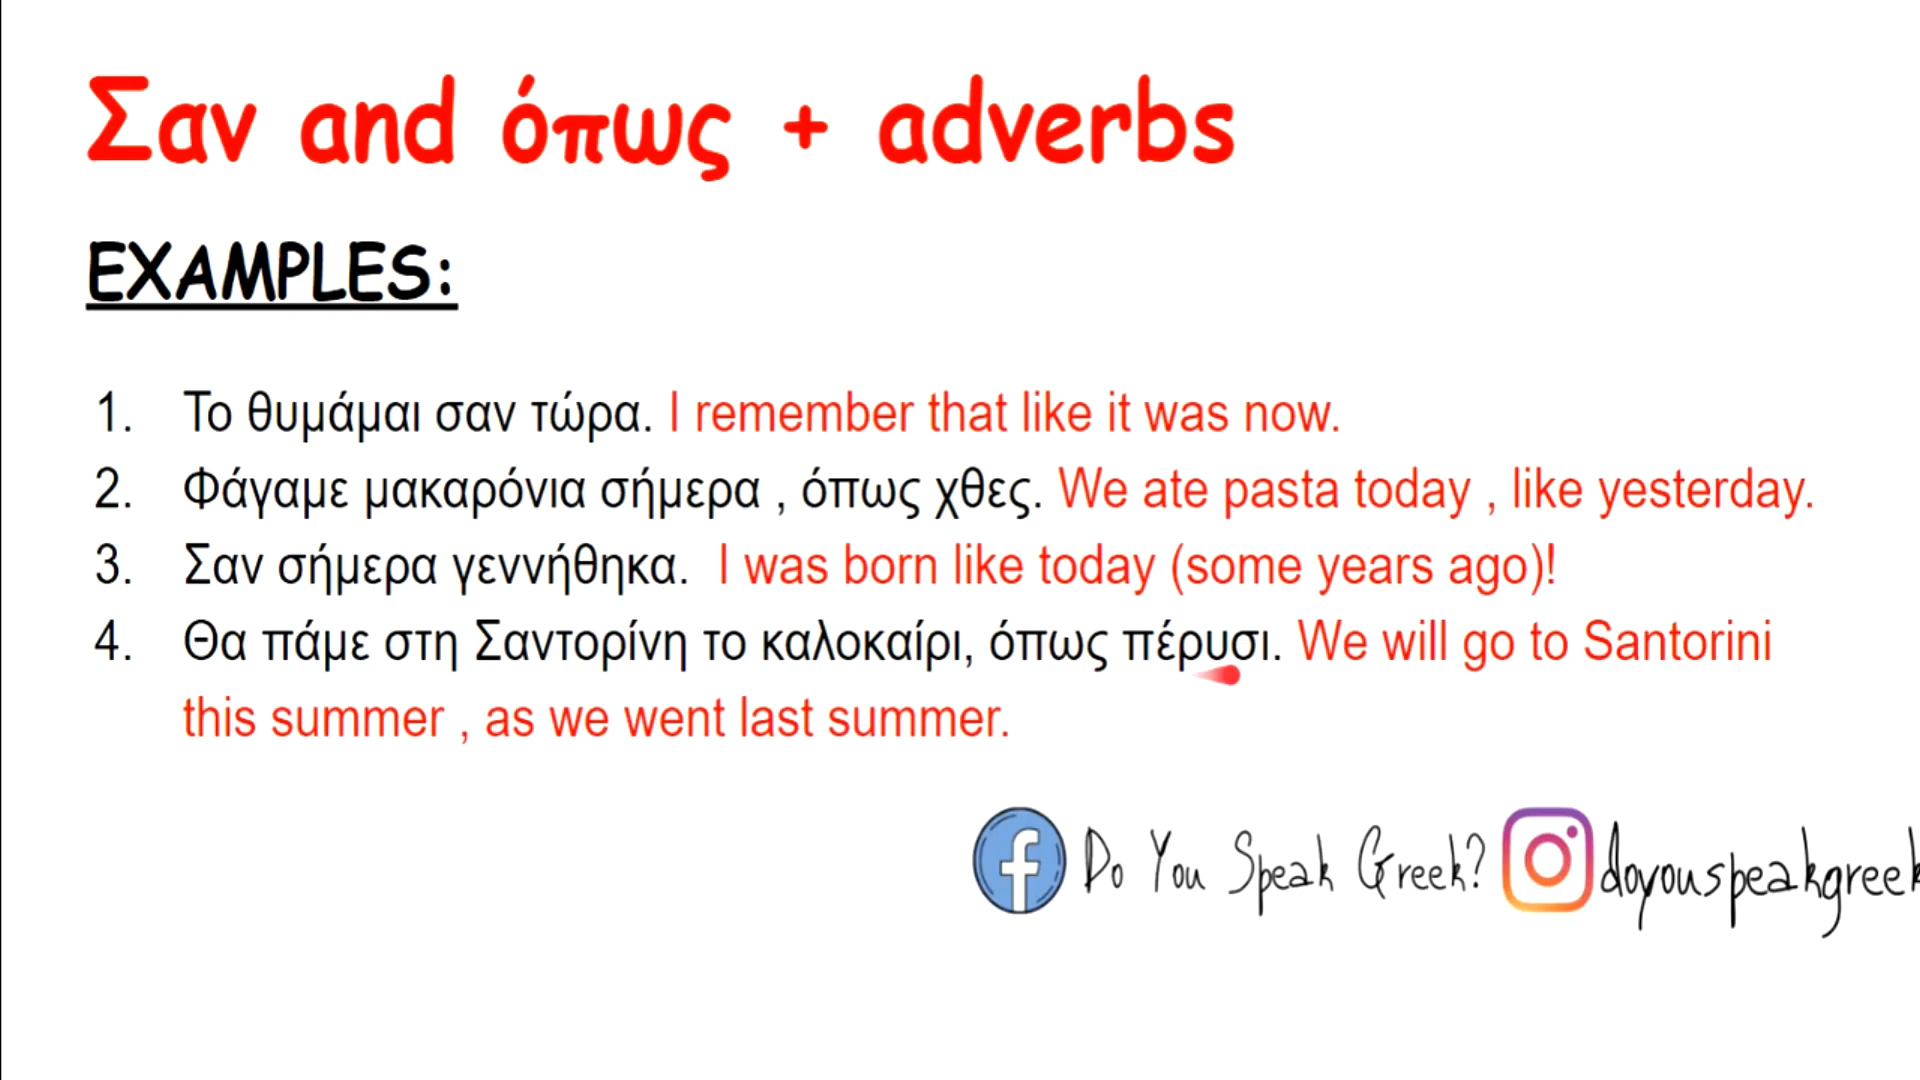 Σαν and όπως + adverbs
EXAMPLES:
1. Το θυμάμαι σαν τώρα. I remember that like it was now.
2. Φάγαμε μακαρόνια σήμερα , όπως χθες. We ate pasta today , like yesterday.
3. Σαν σήμερα γεννήθηκα. I was born like today (some years ago)!
4. Θα πάμε στη Σαντορίνη το καλοκαίρι, όπως πέρυσι. We will go to Santorini
this summer , as we went last summer.
Do You Speak Greek? doyouspeakgreek